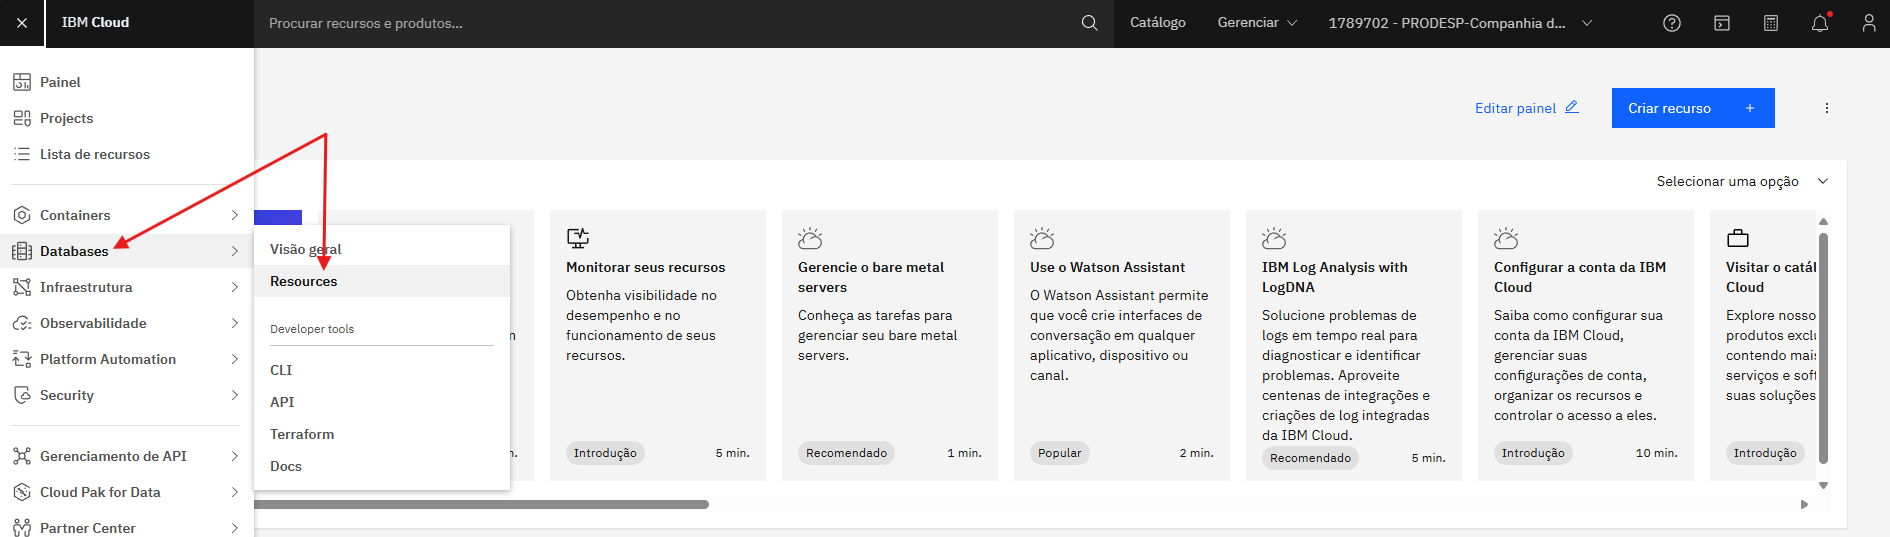 IBM Cloud
Procurar recursos e produtos...
Catálogo
Gerenciar
1789702 - PRODESP-Companhia d...
Painel
Projects
Lista de recursos
Containers
Databases
Infraestrutura
Observabilidade
Platform Automation
Security
Gerenciamento de API
Cloud Pak for Data
Partner Center
Visão geral
Resources
Developer tools
CLI
API
Terraform
Docs
Editar painel
Criar recurso
Selecionar uma opção
Monitorar seus recursos
Obtenha visibilidade no
desempenho e no
funcionamento de seus
recursos.
Introdução
5 min.
Gerencie o bare metal
servers
Conheça as tarefas para
gerenciar seu bare metal
servers.
Recomendado
1 min.
Use o Watson Assistant
O Watson Assistant permite
que você crie interfaces de
conversação em qualquer
aplicativo, dispositivo ou
canal.
Popular
2 min.
IBM Log Analysis with
LogDNA
Solucione problemas de
logs em tempo real para
diagnosticar e identificar
problemas. Aproveite
centenas de integrações e
criações de log integradas
da IBM Cloud.
Recomendado
5 min.
Configurar a conta da IBM
Cloud
Saiba como configurar sua
conta da IBM Cloud,
gerenciar suas
configurações de conta,
organizar os recursos e
controlar o acesso a eles.
Introdução
10 min.
Visitar o catál
Cloud
Explore nosso
produtos exclu
contendo mais
serviços e soft
suas soluções
Introdução